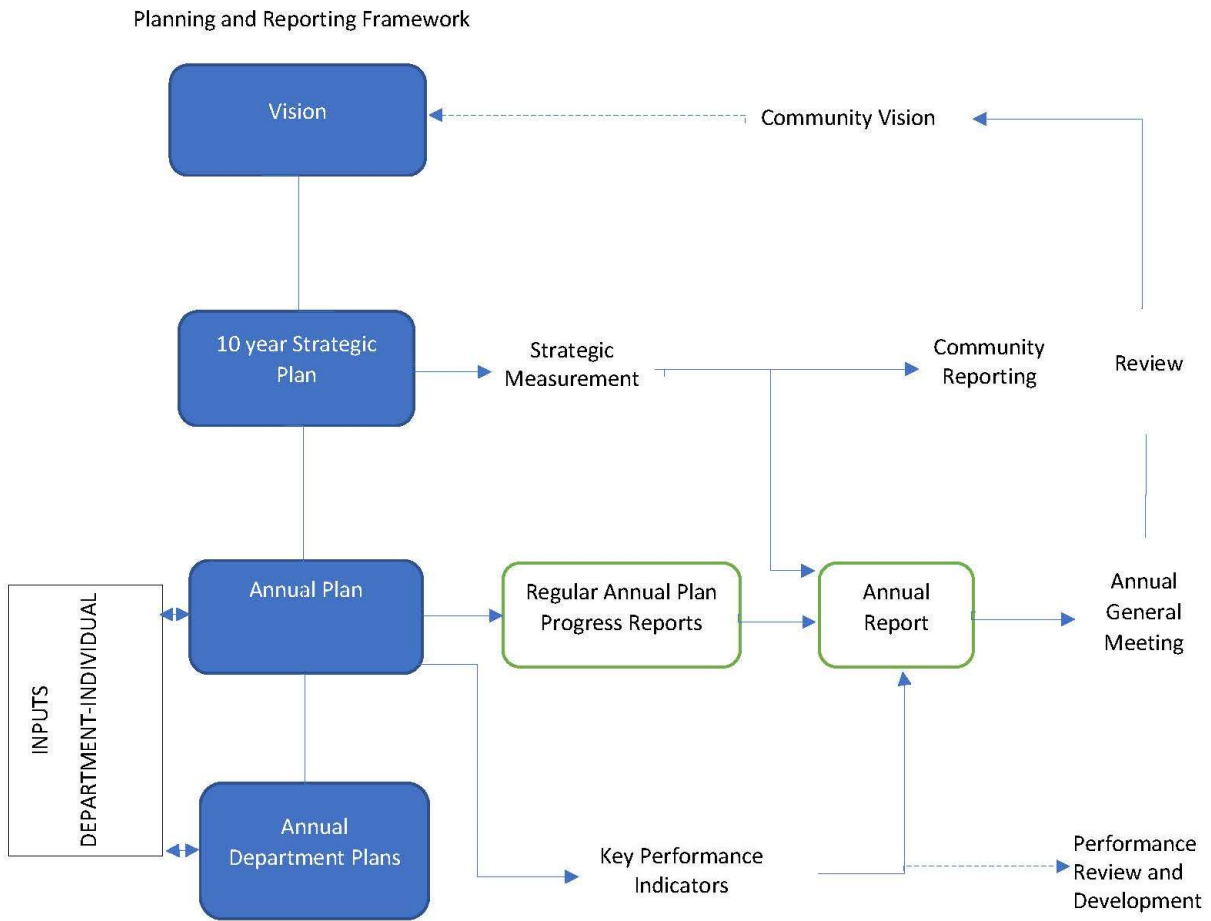 Planning and Reporting Framework
Vision
Community Vision
10 year Strategic
Plan
Strategic
Measurement
Community
Reporting
Review
INPUTS
DEPARTMENT-INDIVIDUAL
Annual Plan
Regular Annual Plan
Progress Reports
Annual
Report
Annual
General
Meeting
Annual
Department Plans
Key Performance
Indicators
Performance
Review and
Development